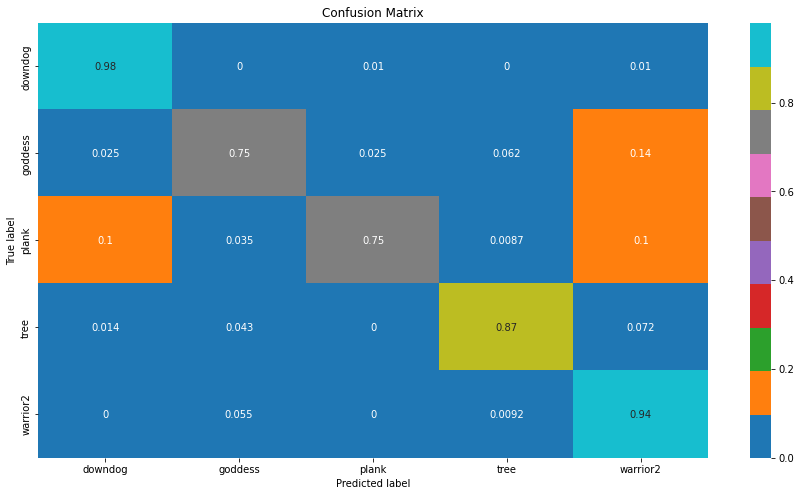 Confusion Matrix
downdog 0.98 0 0.01 0 0.01
goddess 0.025 0.75 0.025 0.062 0.14
plank 0.1 0.035 0.75 0.0087 0.1
tree 0.014 0.043 0 0.87 0.072
warrior2 0 0.055 0 0.0092 0.94
True label
downdog goddess plank tree warrior2
Predicted label
0.8
0.6
0.4
0.2
0.0